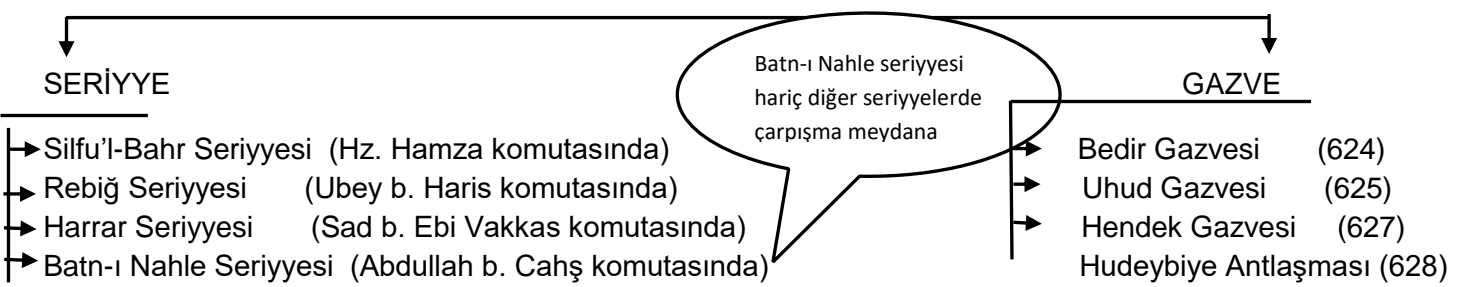 SERİYYE
Silfu’l-Bahr Seriyyesi (Hz. Hamza komutasında)
Rebiğ Seriyyesi (Ubey b. Haris komutasında)
Harrar Seriyyesi (Sad b. Ebi Vakkas komutasında)
Batn-ı Nahle Seriyyesi (Abdullah b. Cahş komutasında)
Batn-ı Nahle seriyyesi
hariç diğer seriyyelerde
çarpışma meydana
GAZVE
Bedir Gazvesi (624)
Uhud Gazvesi (625)
Hendek Gazvesi (627)
Hudeybiye Antlaşması (628)